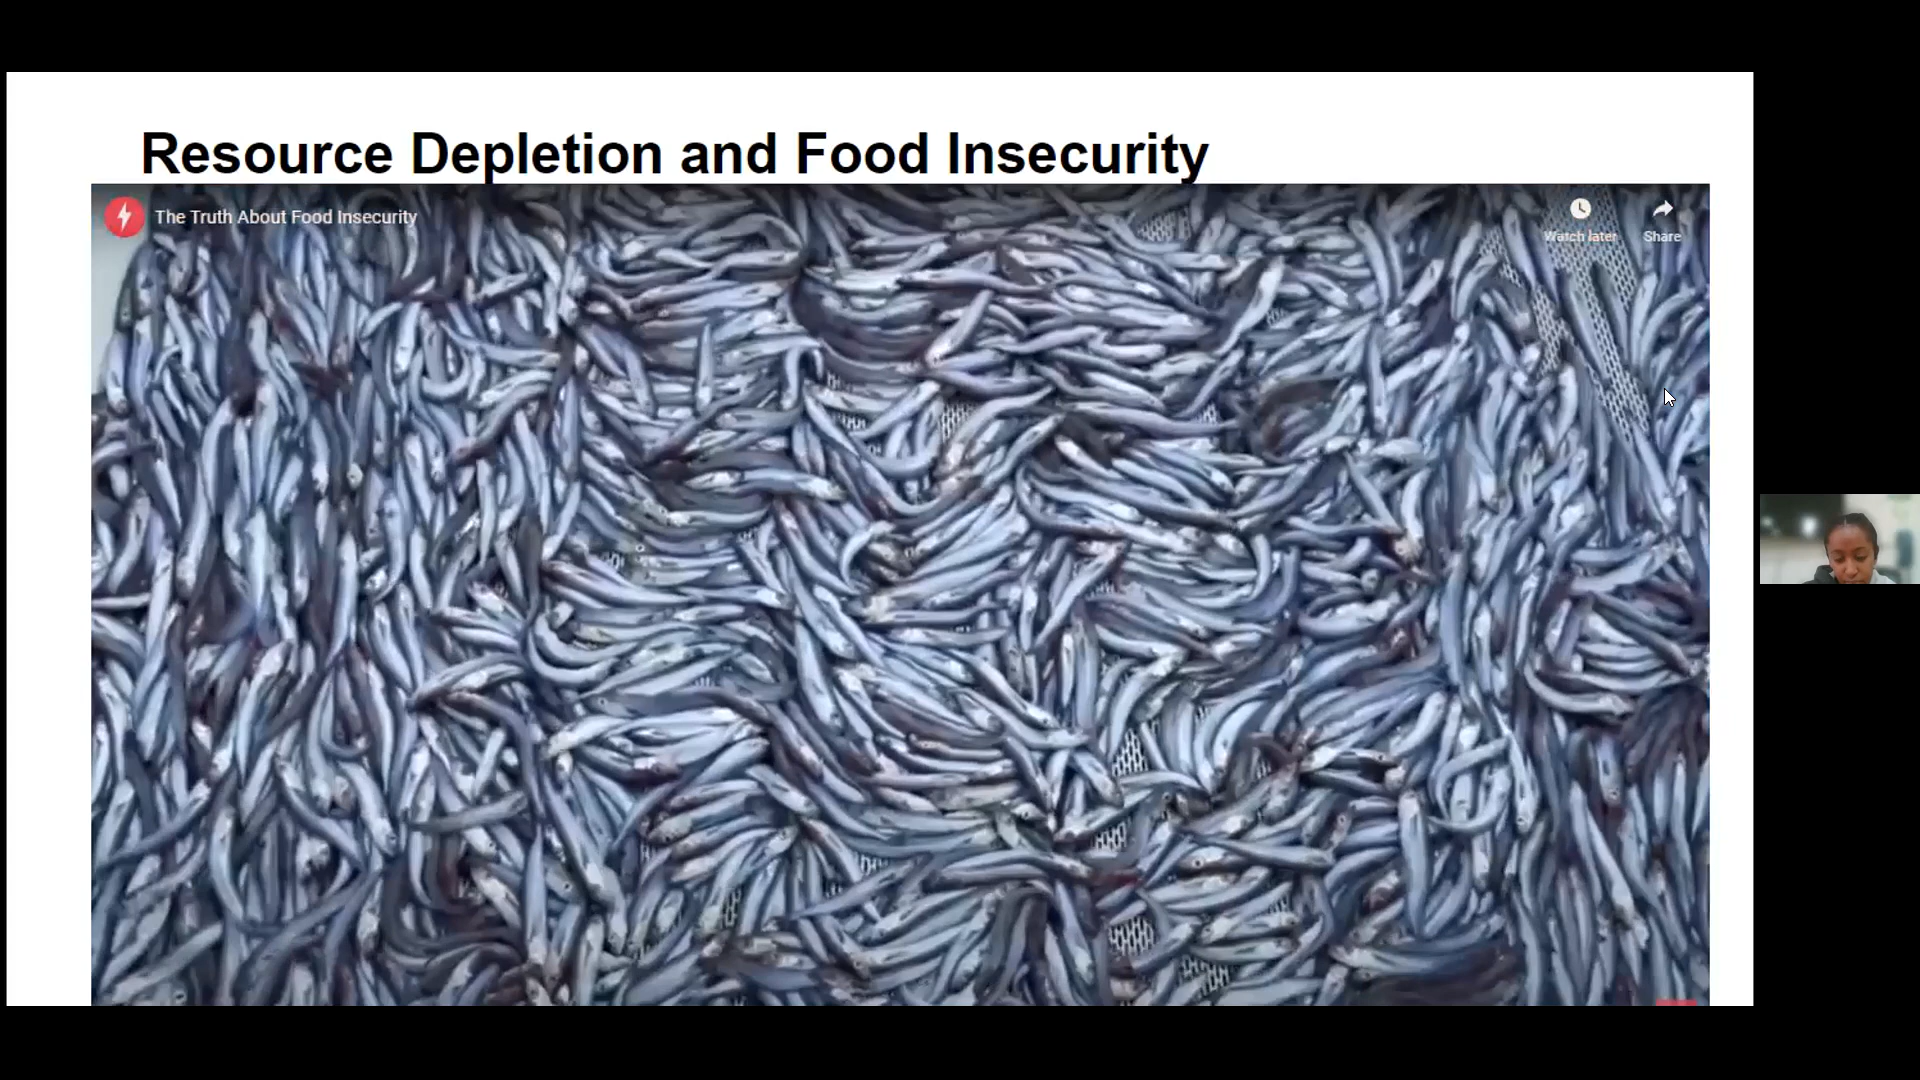 Resource Depletion and Food Insecurity
The Truth About Food Insecurity
Watch later
Share